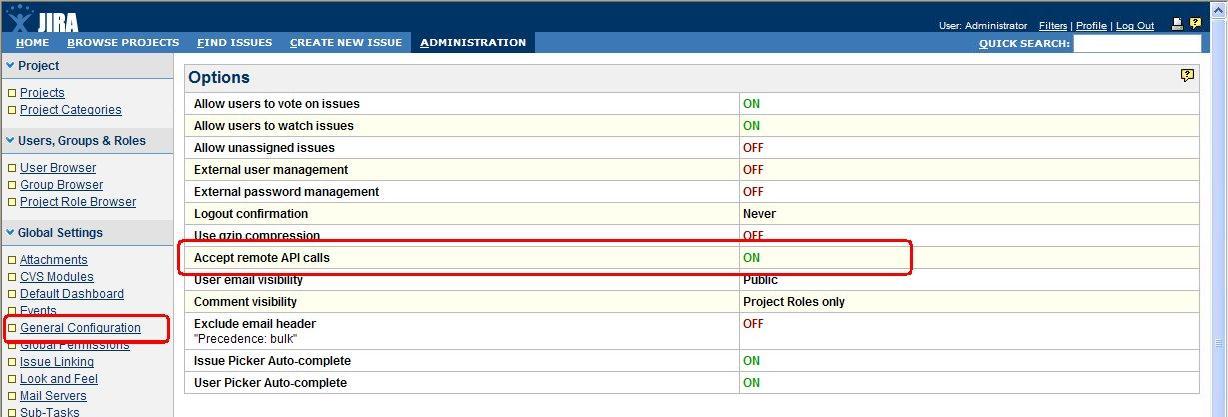 JIRA
User: Administrator Filters | Profile | Log Out
HOME BROWSE PROJECTS FIND ISSUES CREATE NEW ISSUE ADMINISTRATION QUICK SEARCH:
Project
Projects
Project Categories
Users, Groups & Roles
User Browser
Group Browser
Project Role Browser
Global Settings
Attachments
CVS Modules
Default Dashboard
Events
General Configuration
Global Permissions
Issue Linking
Look and Feel
Mail Servers
Sub-Tasks
Options ?
Allow users to vote on issues ON
Allow users to watch issues ON
Allow unassigned issues OFF
External user management OFF
External password management OFF
Logout confirmation Never
Use gzip compression OFF
Accept remote API calls ON
User email visibility Public
Comment visibility Project Roles only
Exclude email header OFF
"Precedence: bulk"
Issue Picker Auto-complete ON
User Picker Auto-complete ON